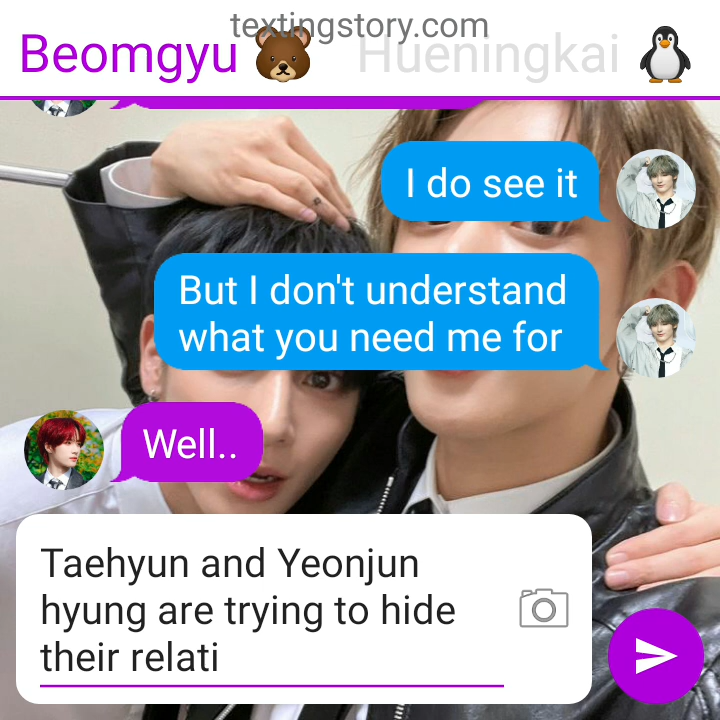 textingstory.com
Beomgyu 🐻 Hueningkai 🐧
I do see it
But I don't understand
what you need me for
Well..
Taehyun and Yeonjun
hyung are trying to hide
their relati